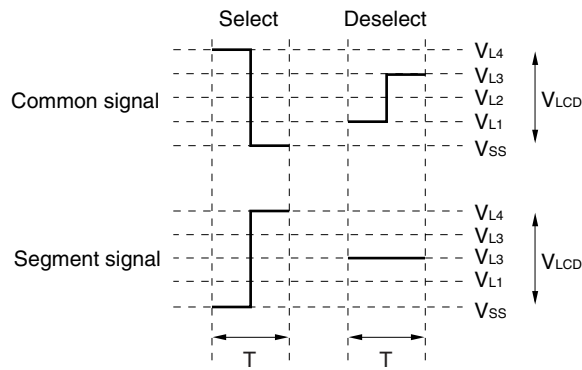 Select Deselect
VL4
VL3
Common signal VL2 VLCD
VL1
VSS
VL4
VL3
Segment signal VL3 VLCD
VL1
VSS
T T